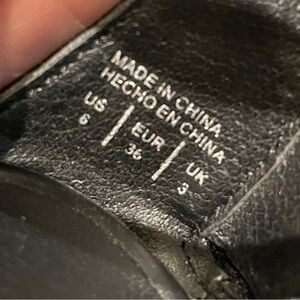 MADE IN CHINA
HECHO EN CHINA
US | EUR | UK
6 | 36 | 3